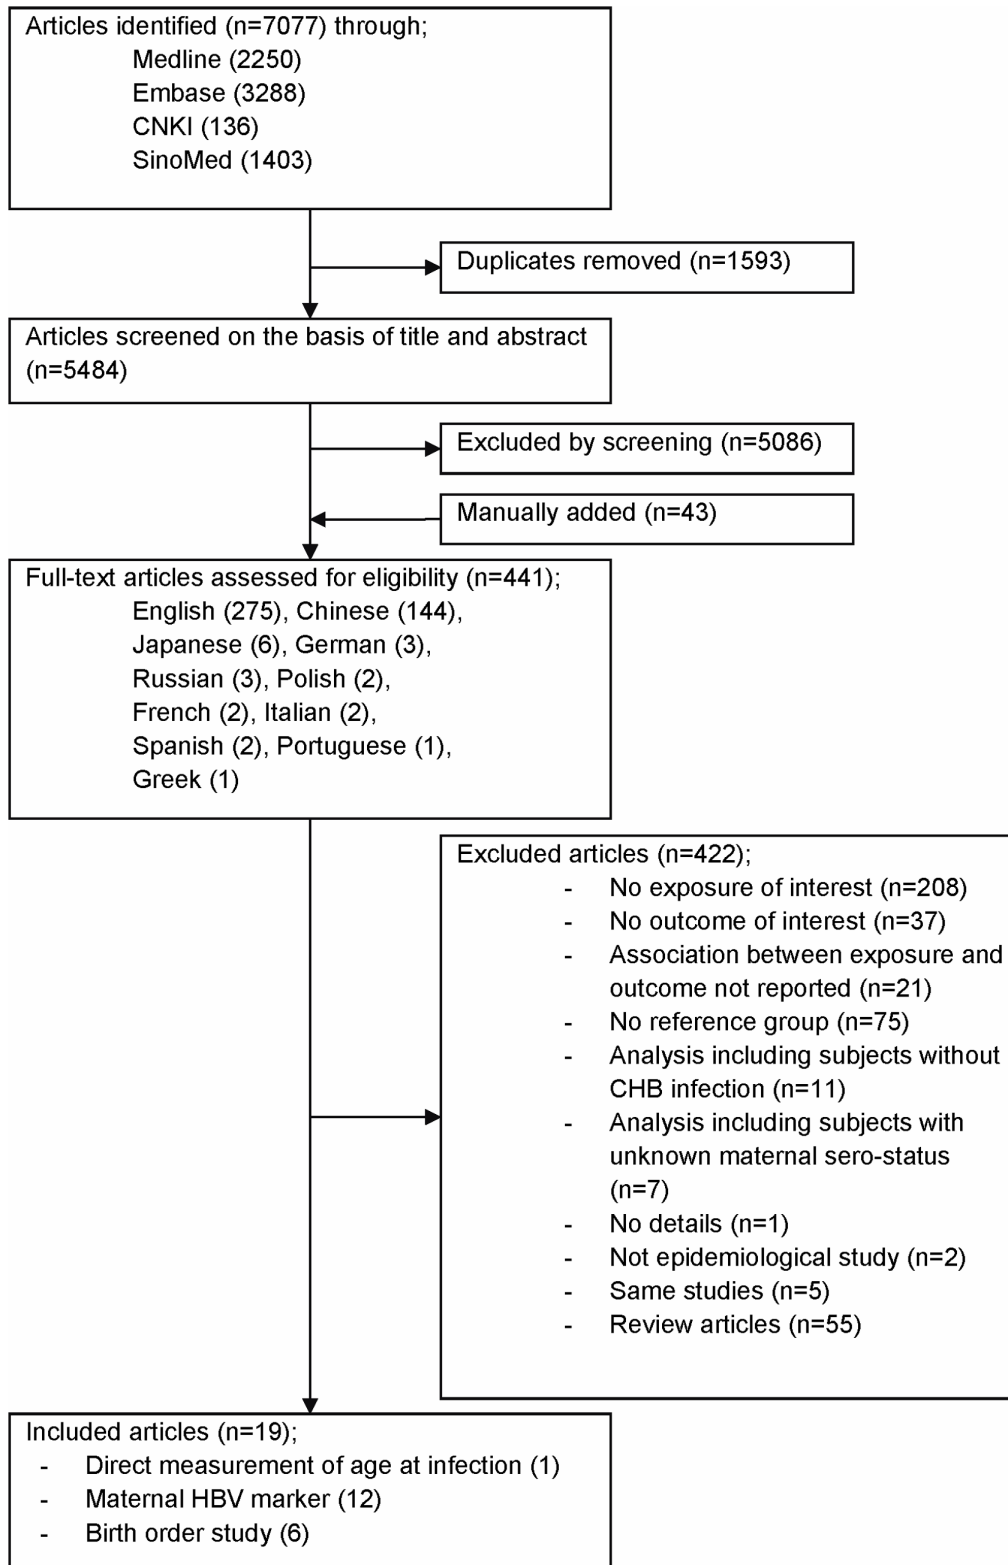 Articles identified (n=7077) through;
Medline (2250)
Embase (3288)
CNKI (136)
SinoMed (1403)
Duplicates removed (n=1593)
Articles screened on the basis of title and abstract
(n=5484)
Excluded by screening (n=5086)
Manually added (n=43)
Full-text articles assessed for eligibility (n=441);
English (275), Chinese (144),
Japanese (6), German (3),
Russian (3), Polish (2),
French (2), Italian (2),
Spanish (2), Portuguese (1),
Greek (1)
Excluded articles (n=422);
- No exposure of interest (n=208)
- No outcome of interest (n=37)
- Association between exposure and
outcome not reported (n=21)
- No reference group (n=75)
- Analysis including subjects without
CHB infection (n=11)
- Analysis including subjects with
unknown maternal sero-status
(n=7)
- No details (n=1)
- Not epidemiological study (n=2)
- Same studies (n=5)
- Review articles (n=55)
Included articles (n=19);
- Direct measurement of age at infection (1)
- Maternal HBV marker (12)
- Birth order study (6)